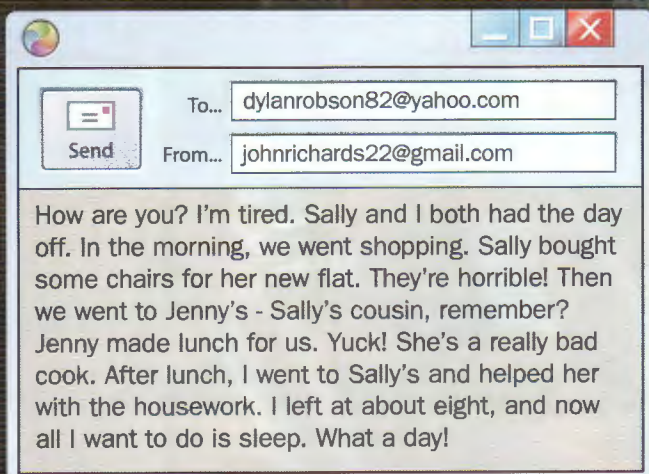 To... dylanrobson82@yahoo.com
Send
From... johnrichards22@gmail.com
How are you? I'm tired. Sally and I both had the day
off. In the morning, we went shopping. Sally bought
some chairs for her new flat. They're horrible! Then
we went to Jenny's - Sally's cousin, remember?
Jenny made lunch for us. Yuck! She's a really bad
cook. After lunch, I went to Sally's and helped her
with the housework. I left at about eight, and now
all I want to do is sleep. What a day!